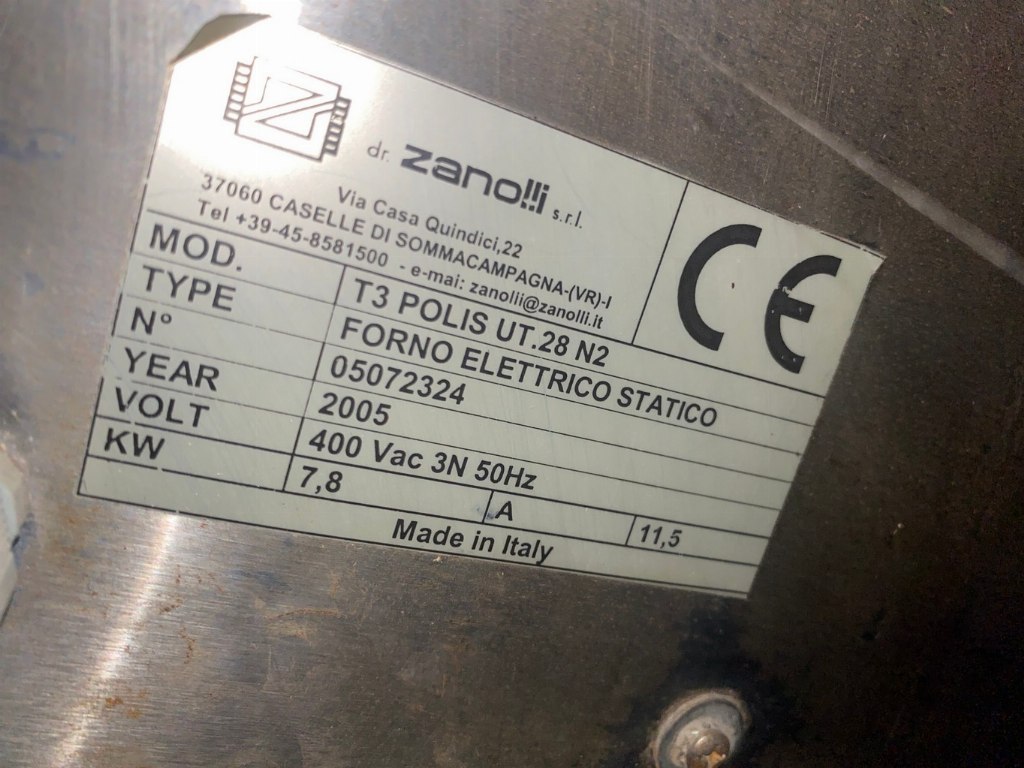 dr. zanolli s.r.l.
Via Casa Quindici,22
37060 CASELLE DI SOMMACAMPAGNA-(VR)-I
Tel +39-45-8581500 - e-mai: zanolli@zanolli.it
CE
MOD. T3 POLIS UT.28 N2
TYPE FORNO ELETTRICO STATICO
Nº 05072324
YEAR 2005
VOLT 400 Vac 3N 50Hz
KW 7,8 A 11,5
Made in Italy